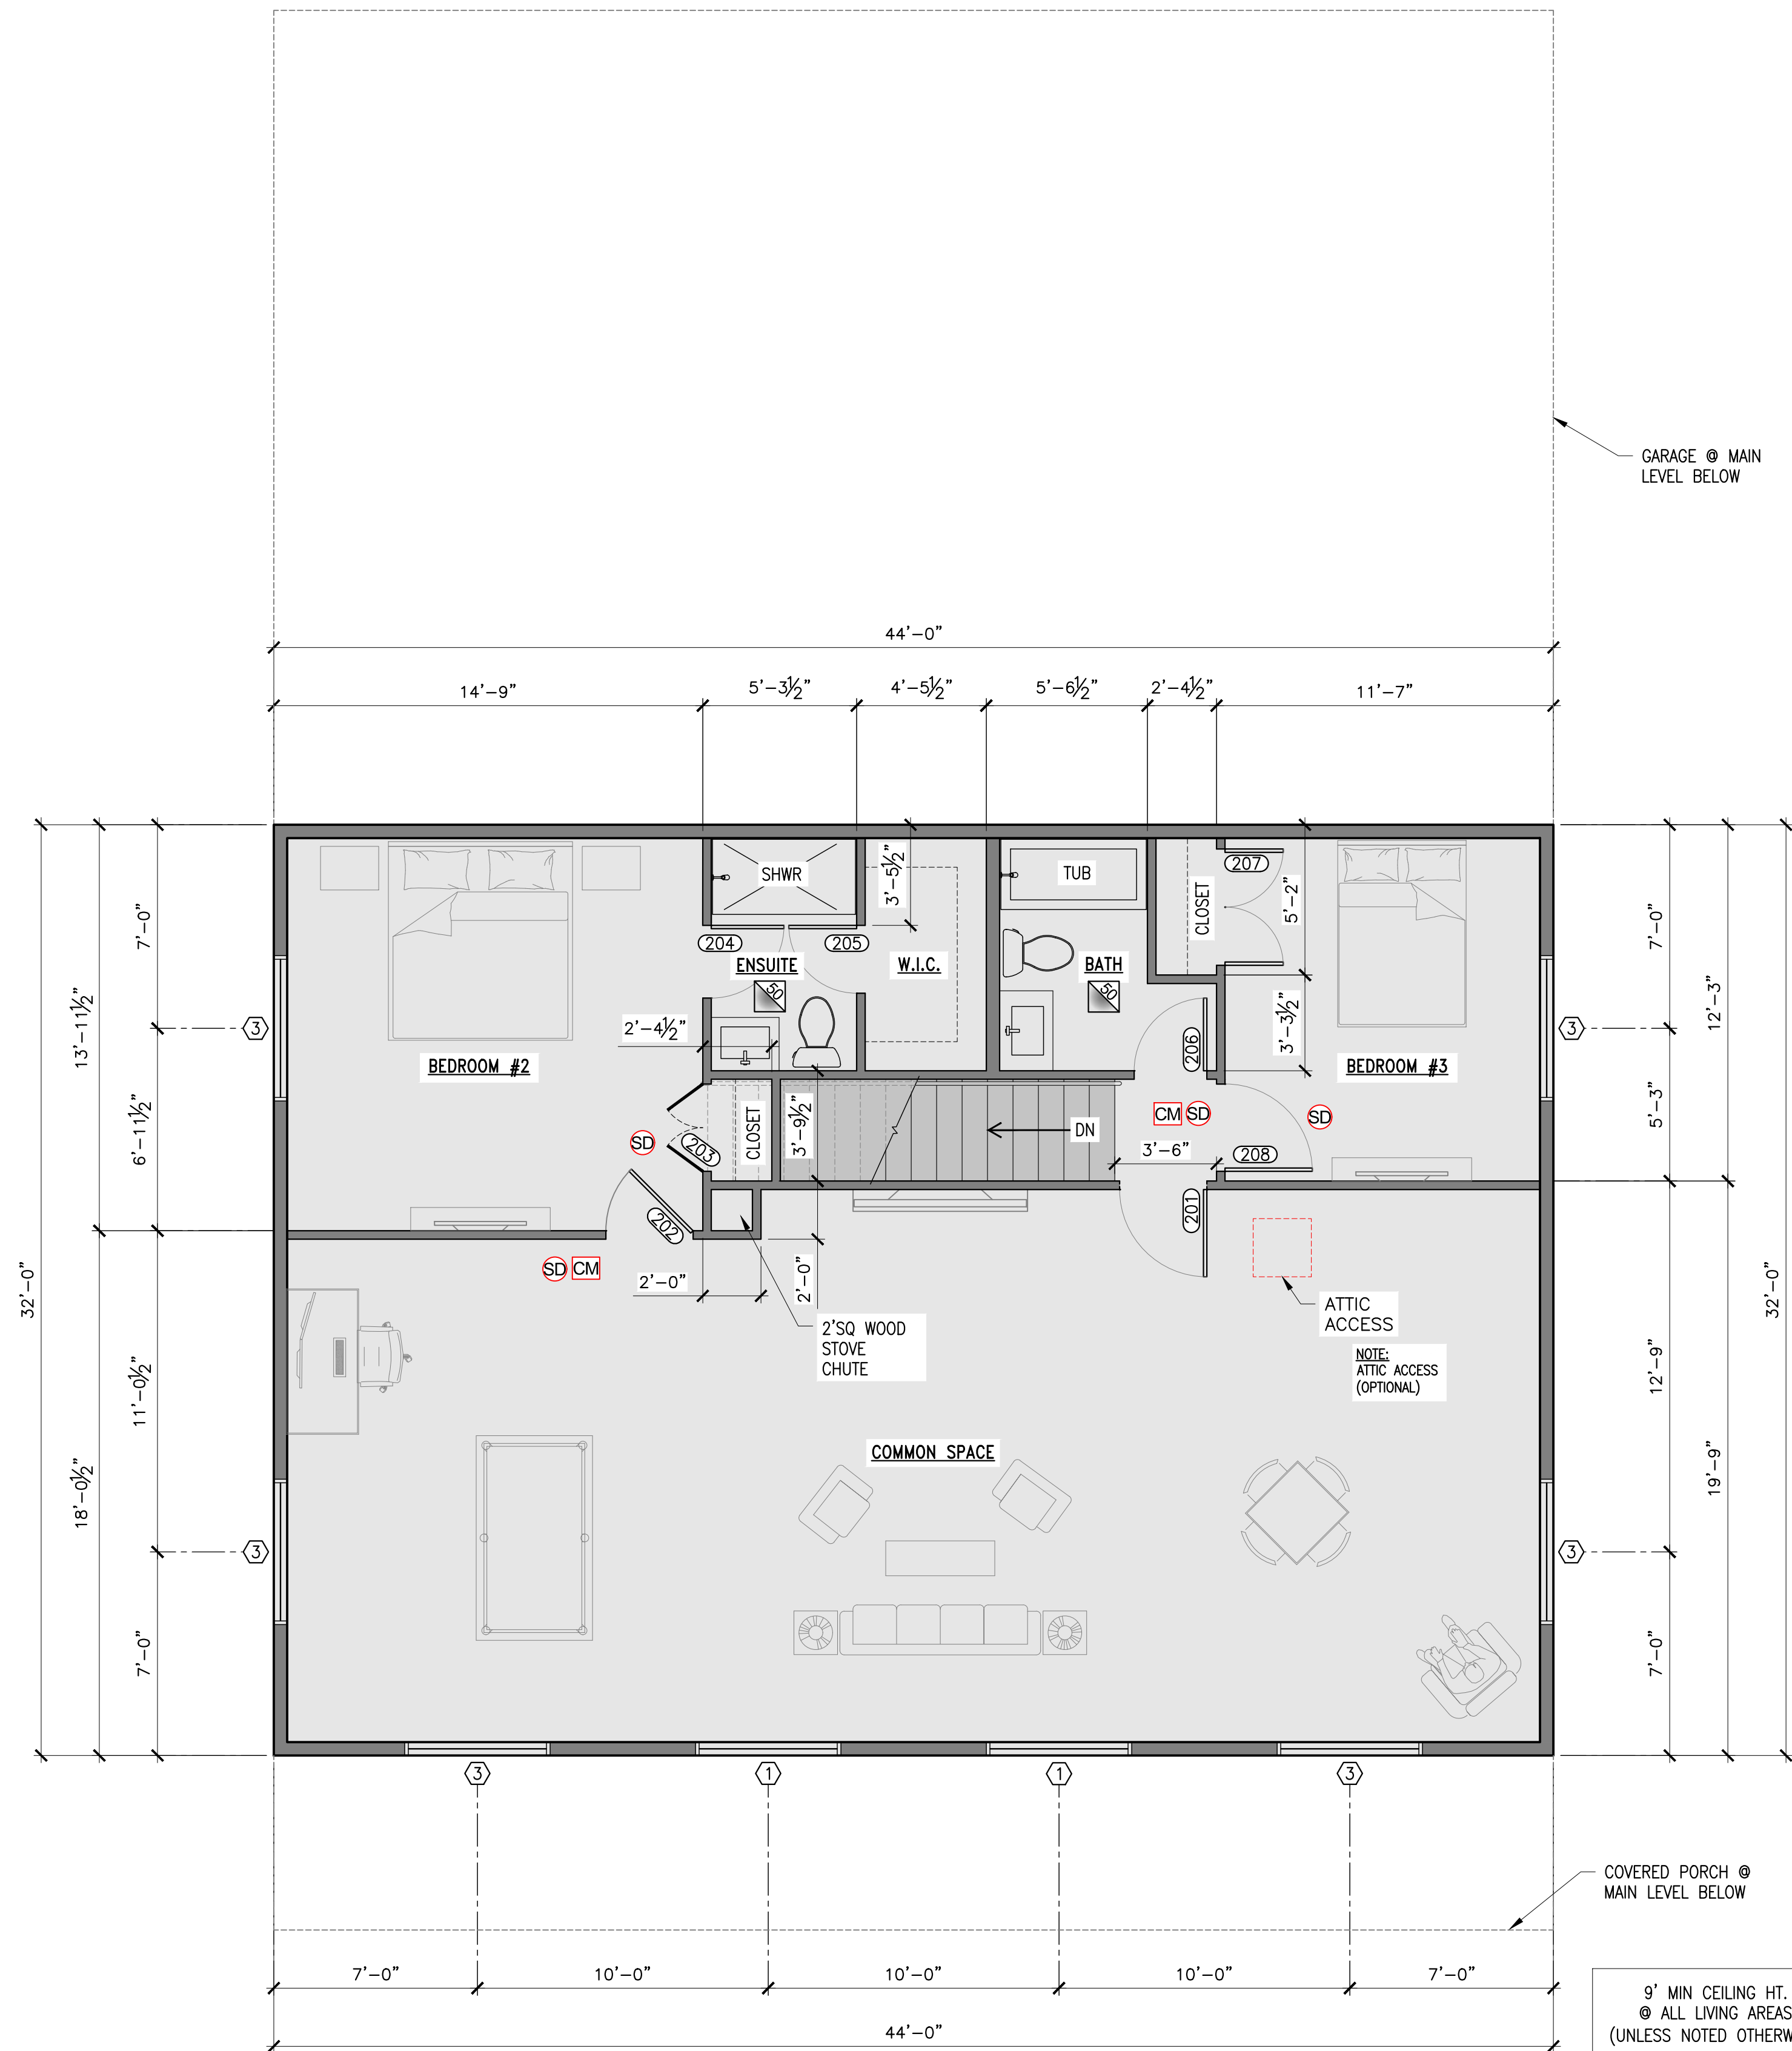 GARAGE @ MAIN
LEVEL BELOW
44'-0"
14'-9"
5'-3½"
4'-5½"
5'-6½"
2'-4½"
11'-7"
32'-0"
13'-11½"
18'-0½"
7'-0"
6'-11½"
11'-0½"
7'-0"
3
3
SHWR
204
205
ENSUITE
50
2'-4½"
3'-5½"
W.I.C.
TUB
BATH
50
CLOSET
207
5'-2"
3'-3½"
206
BEDROOM #2
BEDROOM #3
SD
203
CLOSET
3'-9½"
DN
CM
SD
SD
3'-6"
208
202
201
SD
CM
2'-0"
2'-0"
2'SQ WOOD
STOVE
CHUTE
ATTIC
ACCESS
NOTE:
ATTIC ACCESS
(OPTIONAL)
COMMON SPACE
3
3
7'-0"
5'-3"
12'-9"
7'-0"
12'-3"
19'-9"
32'-0"
3
1
1
3
COVERED PORCH @
MAIN LEVEL BELOW
7'-0"
10'-0"
10'-0"
10'-0"
7'-0"
44'-0"
9' MIN CEILING HT.
@ ALL LIVING AREAS
(UNLESS NOTED OTHERW